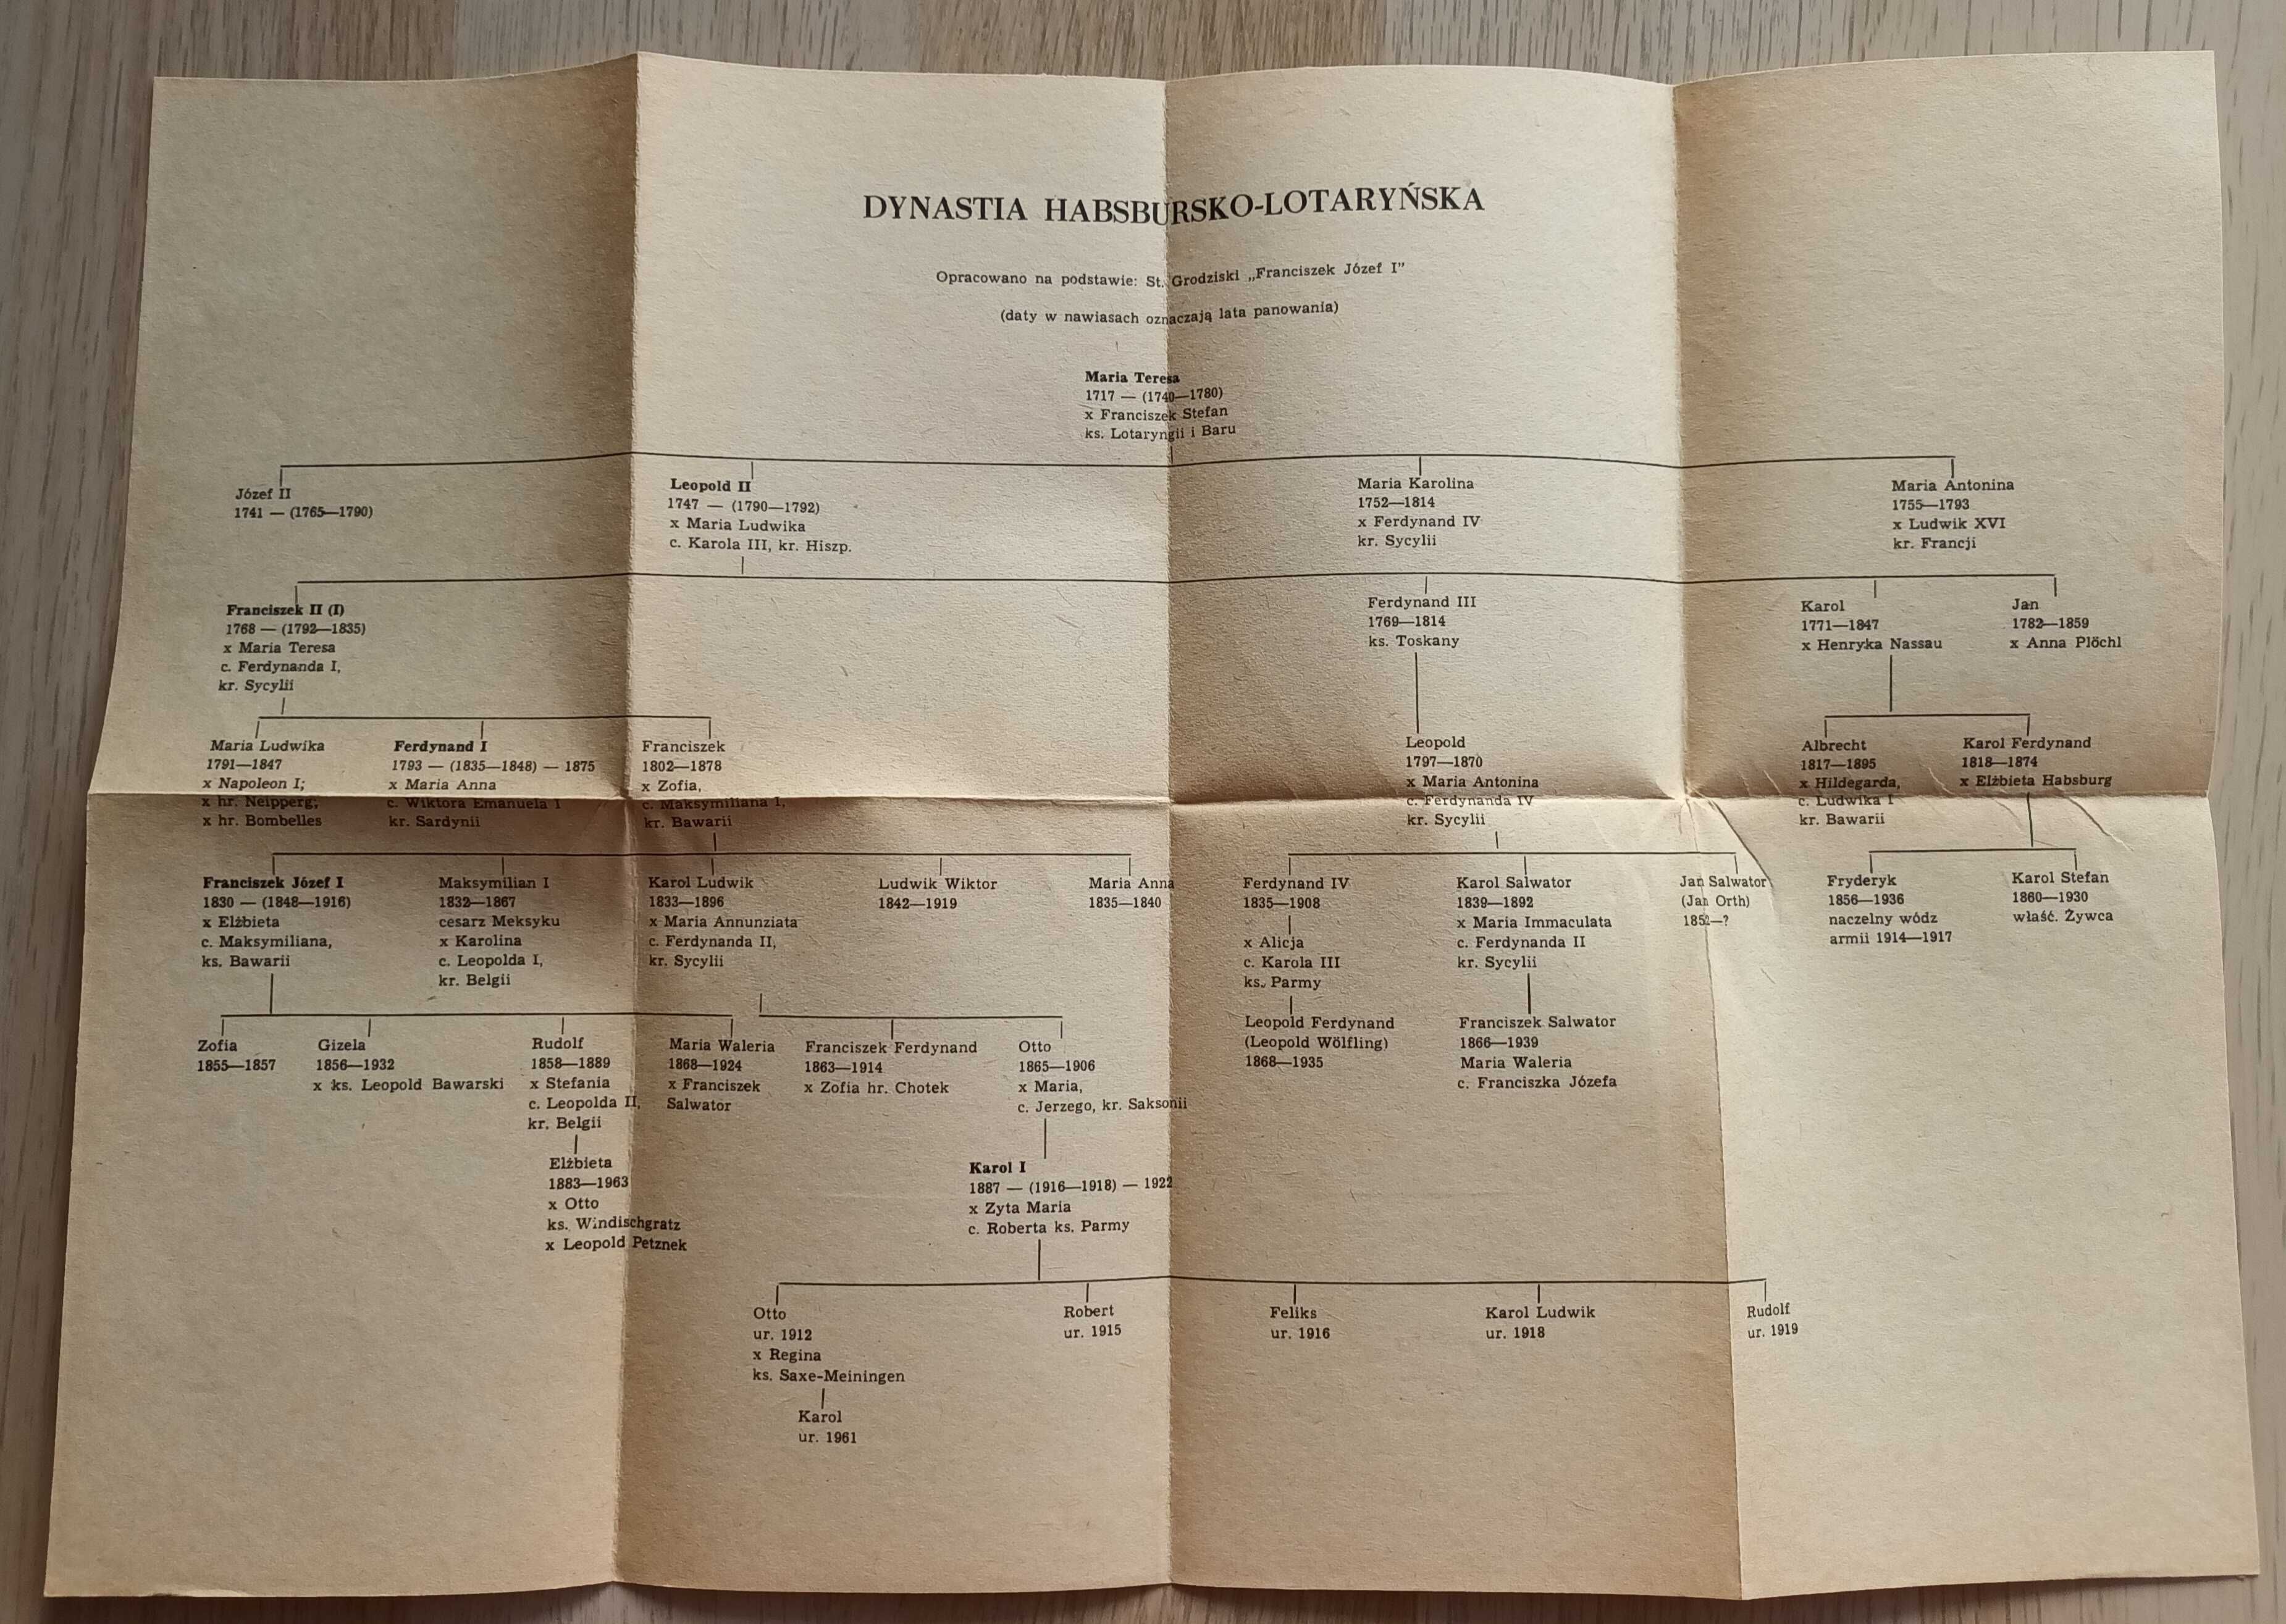 DYNASTIA HABSBURSKO-LOTARYŃSKA
Opracowano na podstawie: St. Grodziski „Franciszek Józef I”
(daty w nawiasach oznaczają lata panowania)
Maria Teresa
1717 — (1740—1780)
x Franciszek Stefan
ks. Lotaryngii i Baru
Józef II
1741 — (1765—1790)
Leopold II
1747 — (1790—1792)
x Maria Ludwika
c. Karola III, kr. Hiszp.
Maria Karolina
1752—1814
x Ferdynand IV
kr. Sycylii
Maria Antonina
1755—1793
x Ludwik XVI
kr. Francji
Franciszek II (I)
1768 — (1792—1835)
x Maria Teresa
c. Ferdynanda I,
kr. Sycylii
Ferdynand III
1769—1814
ks. Toskany
Karol
1771—1847
x Henryka Nassau
Jan
1782—1859
x Anna Plöchl
Maria Ludwika
1791—1847
x Napoleon I;
x hr. Neipperg;
x hr. Bombelles
Ferdynand I
1793 — (1835—1848) — 1875
x Maria Anna
c. Wiktora Emanuela I
kr. Sardynii
Franciszek
1802—1878
x Zofia,
c. Maksymiliana I,
kr. Bawarii
Leopold
1797—1870
x Maria Antonina
c. Ferdynanda IV
kr. Sycylii
Albrecht
1817—1895
x Hildegarda,
c. Ludwika I
kr. Bawarii
Karol Ferdynand
1818—1874
x Elżbieta Habsburg
Franciszek Józef I
1830 — (1848—1916)
x Elżbieta
c. Maksymiliana,
ks. Bawarii
Maksymilian I
1832—1867
cesarz Meksyku
x Karolina
c. Leopolda I,
kr. Belgii
Karol Ludwik
1833—1896
x Maria Annunziata
c. Ferdynanda II,
kr. Sycylii
Ludwik Wiktor
1842—1919
Maria Anna
1835—1840
Ferdynand IV
1835—1908
x Alicja
c. Karola III
ks. Parmy
Karol Salwator
1839—1892
x Maria Immaculata
c. Ferdynanda II
kr. Sycylii
Jan Salwator
(Jan Orth)
1852—?
Fryderyk
1856—1936
naczelny wódz
armii 1914—1917
Karol Stefan
1860—1930
właść. Żywca
Zofia
1855—1857
Gizela
1856—1932
x ks. Leopold Bawarski
Rudolf
1858—1889
x Stefania
c. Leopolda II,
kr. Belgii
Maria Waleria
1868—1924
x Franciszek
Salwator
Franciszek Ferdynand
1863—1914
x Zofia hr. Chotek
Otto
1865—1906
x Maria,
c. Jerzego, kr. Saksonii
Leopold Ferdynand
(Leopold Wölfling)
1868—1935
Franciszek Salwator
1866—1939
Maria Waleria
c. Franciszka Józefa
Elżbieta
1883—1963
x Otto
ks. Windischgratz
x Leopold Petznek
Karol I
1887 — (1916—1918) — 1922
x Zyta Maria
c. Roberta ks. Parmy
Otto
ur. 1912
x Regina
ks. Saxe-Meiningen
Robert
ur. 1915
Feliks
ur. 1916
Karol Ludwik
ur. 1918
Rudolf
ur. 1919
Karol
ur. 1961